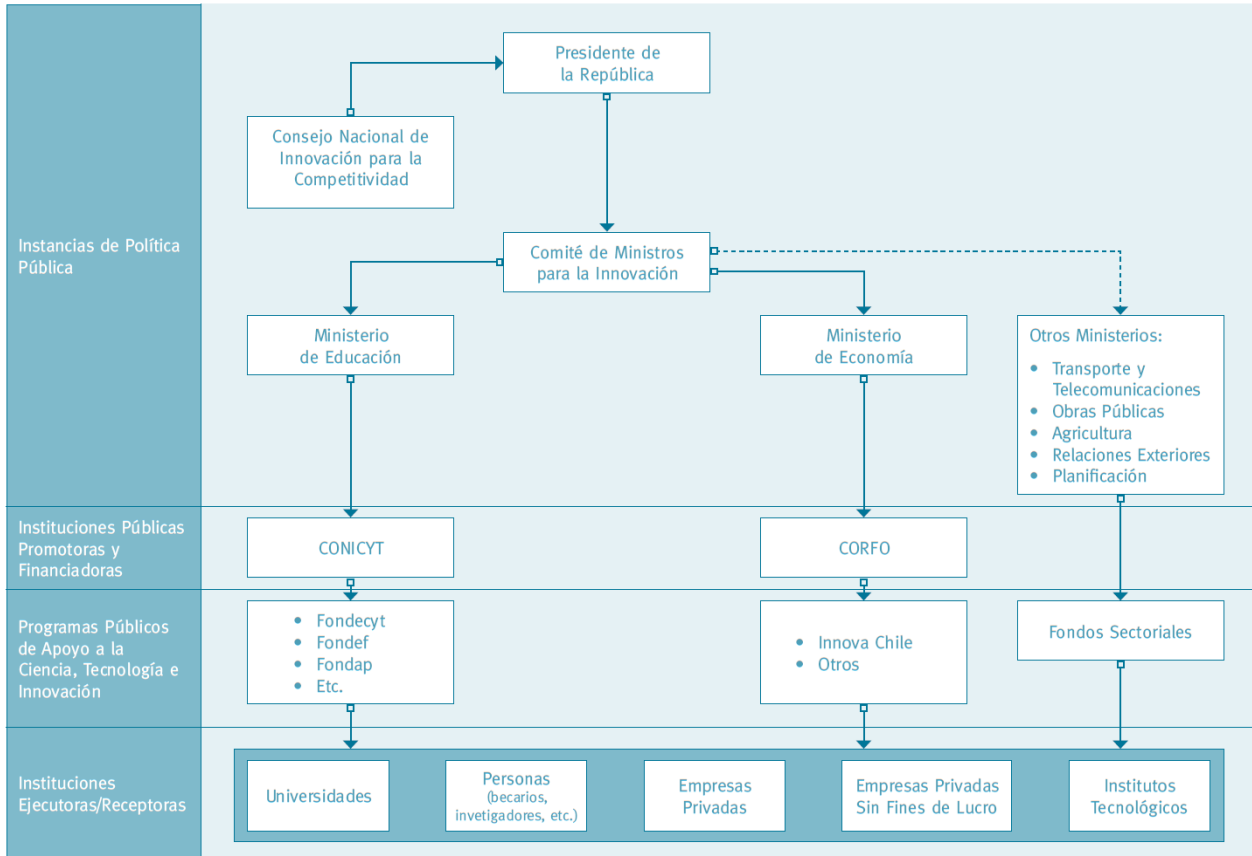 Presidente de
la República
Consejo Nacional de
Innovación para la
Competitividad
Instancias de Política
Pública
Comité de Ministros
para la Innovación
Ministerio
de Educación
Ministerio
de Economía
Otros Ministerios:
• Transporte y
Telecomunicaciones
• Obras Públicas
• Agricultura
• Relaciones Exteriores
• Planificación
Instituciones Públicas
Promotoras y
Financiadoras
CONICYT
CORFO
Programas Públicos
de Apoyo a la
Ciencia, Tecnología e
Innovación
• Fondecyt
• Fondef
• Fondap
• Etc.
• Innova Chile
• Otros
Fondos Sectoriales
Instituciones
Ejecutoras/Receptoras
Universidades
Personas
(becarios,
invetigadores, etc.)
Empresas
Privadas
Empresas Privadas
Sin Fines de Lucro
Institutos
Tecnológicos